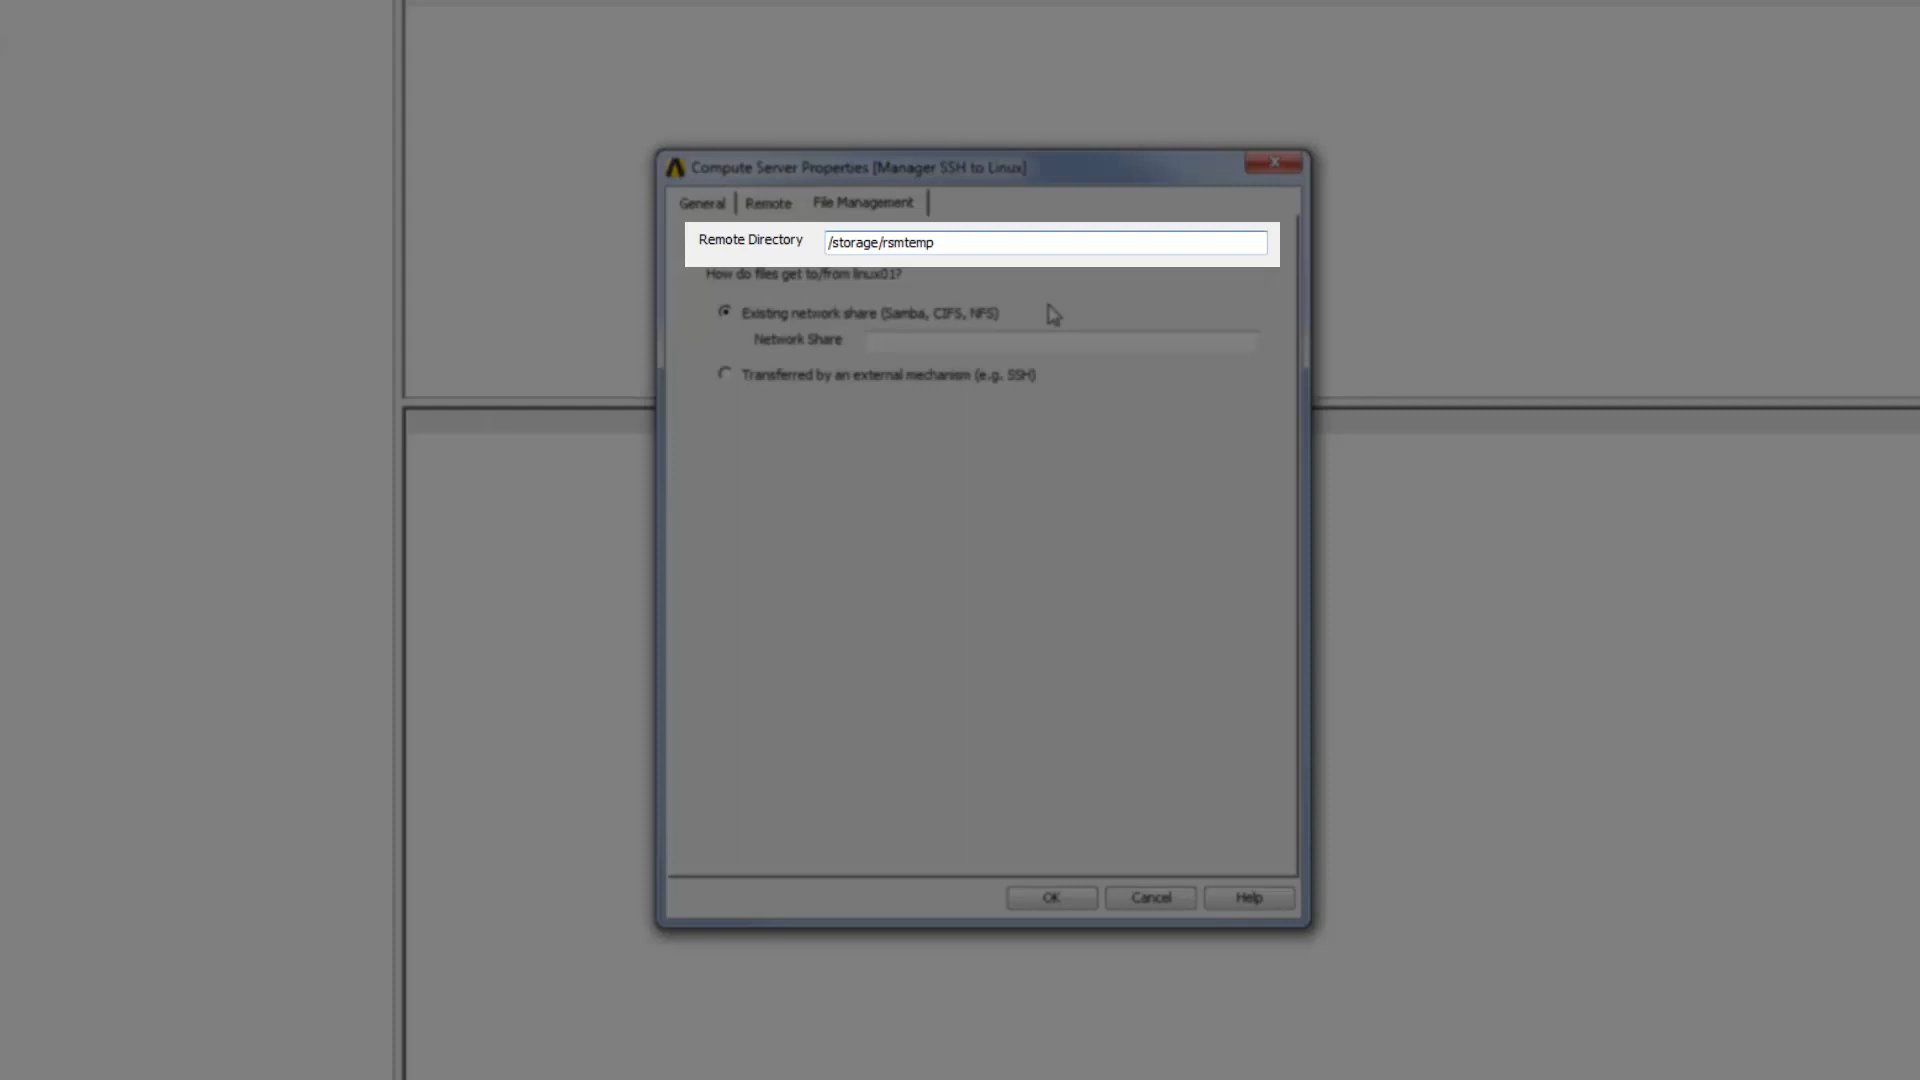 Compute Server Properties [Manager SSH to Linux]
General Remote File Management
Remote Directory /storage/rsmtemp
How do files get to/from linux01?
Existing network share (Samba, CIFS, NFS)
Network Share
Transferred by an external mechanism (e.g. SSH)
OK Cancel Help